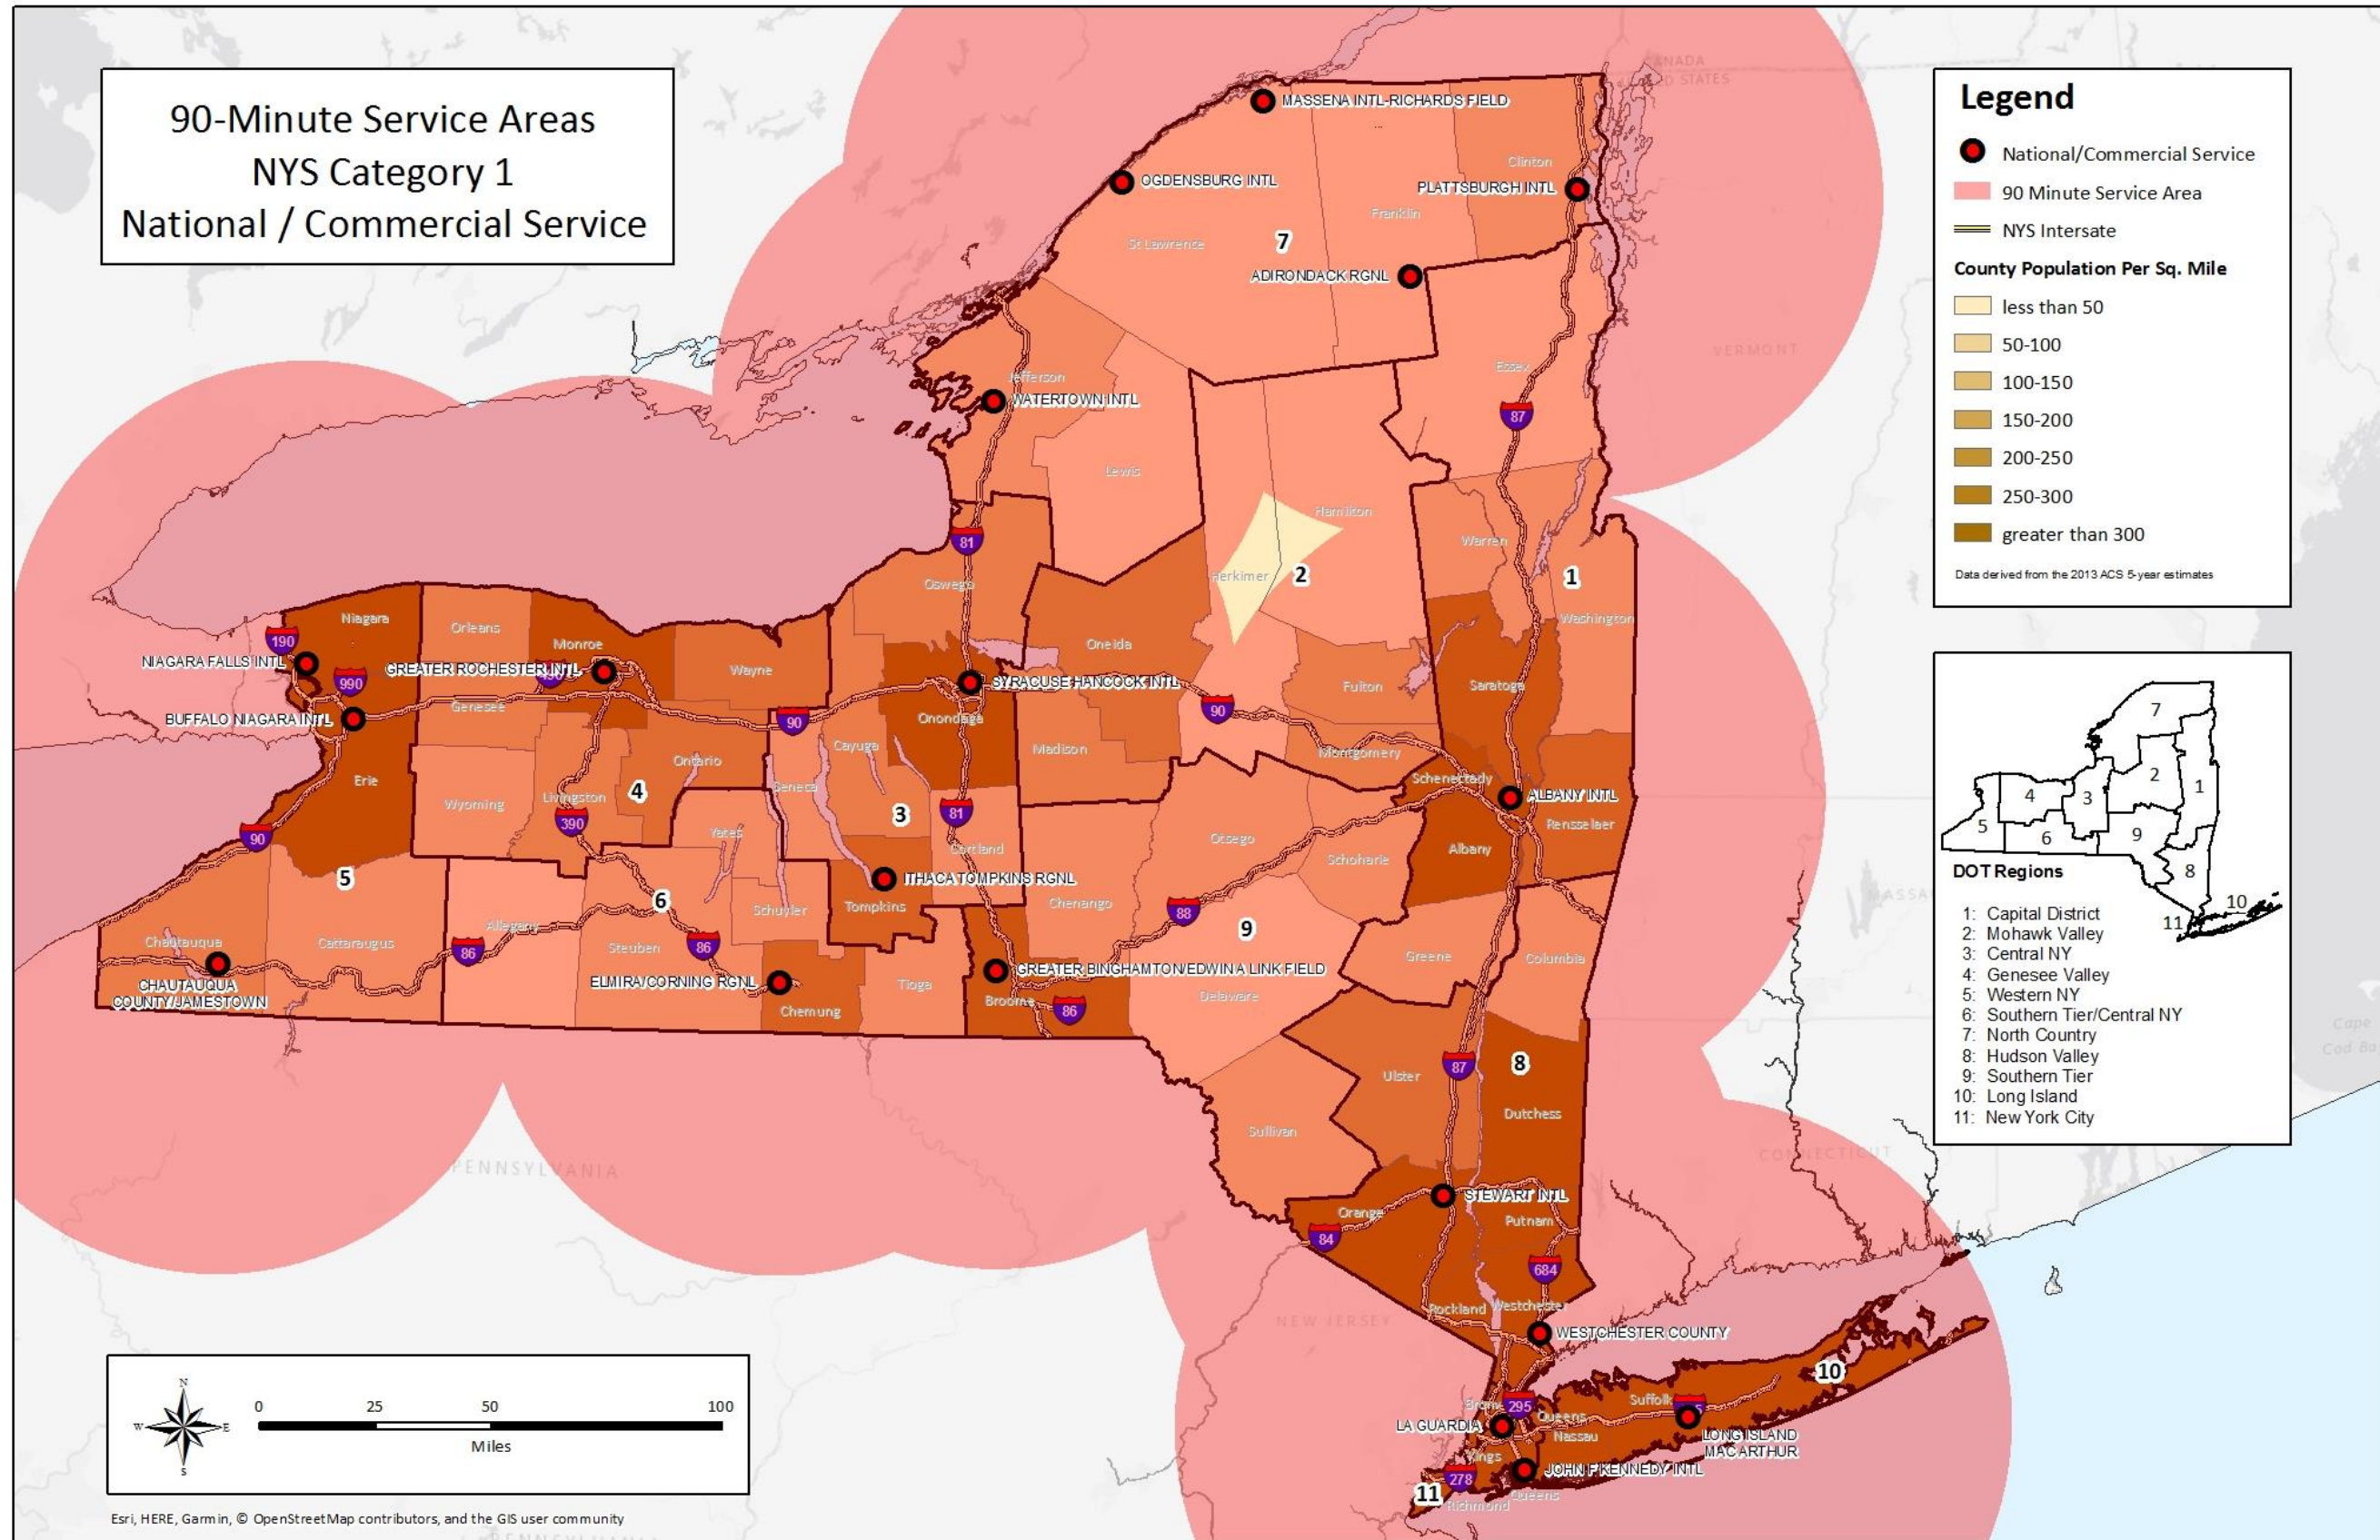 90-Minute Service Areas
NYS Category 1
National / Commercial Service
CANADA
UNITED STATES
VERMONT
MASSENA INTL-RICHARDS FIELD
OGDENSBURG INTL
Clinton
PLATTSBURGH INTL
Franklin
St Lawrence
7
ADIRONDACK RGNL
Essex
Jefferson
WATERTOWN INTL
87
Lewis
Hamilton
Warren
81
Herkimer
2
1
Oswego
Washington
Niagara
Orleans
Monroe
Oneida
190
NIAGARA FALLS INTL
GREATER ROCHESTER INTL
Wayne
990
SYRACUSE HANCOCK INTL
Fulton
Saratoga
Genesee
BUFFALO NIAGARA INTL
90
Onondaga
90
Cayuga
Madison
Montgomery
Ontario
Erie
Schenectady
Seneca
4
Wyoming
Livingston
ALBANY INTL
3
81
390
Rensselaer
Yates
90
Otsego
Cortland
Albany
Schoharie
5
ITHACA TOMPKINS RGNL
6
Chenango
Schuyler
Tompkins
88
9
Allegany
Chautauqua
Cattaraugus
86
Steuben
86
Greene
Columbia
CHAUTAUQUA
COUNTY/JAMESTOWN
ELMIRA/CORNING RGNL
Tioga
GREATER BINGHAMTON/EDWIN A LINK FIELD
Delaware
Broome
Chemung
86
87
8
Ulster
Dutchess
Sullivan
PENNSYLVANIA
CONNECTICUT
STEWART INTL
Orange
Putnam
84
684
Rockland
Westchester
NEW JERSEY
WESTCHESTER COUNTY
10
Suffolk
Bronx
295
Queens
LA GUARDIA
Nassau
LONG ISLAND
MAC ARTHUR
Kings
JOHN F KENNEDY INTL
278
11
Richmond
Queens
Cape
Legend
National/Commercial Service
90 Minute Service Area
NYS Intersate
County Population Per Sq. Mile
less than 50
50-100
100-150
150-200
200-250
250-300
greater than 300
Data derived from the 2013 ACS 5-year estimates
7
2
1
4
3
5
6
9
8
10
11
DOT Regions
1: Capital District
2: Mohawk Valley
3: Central NY
4: Genesee Valley
5: Western NY
6: Southern Tier/Central NY
7: North Country
8: Hudson Valley
9: Southern Tier
10: Long Island
11: New York City
N
W E
S
0 25 50 100
Miles
Esri, HERE, Garmin, © OpenStreetMap contributors, and the GIS user community